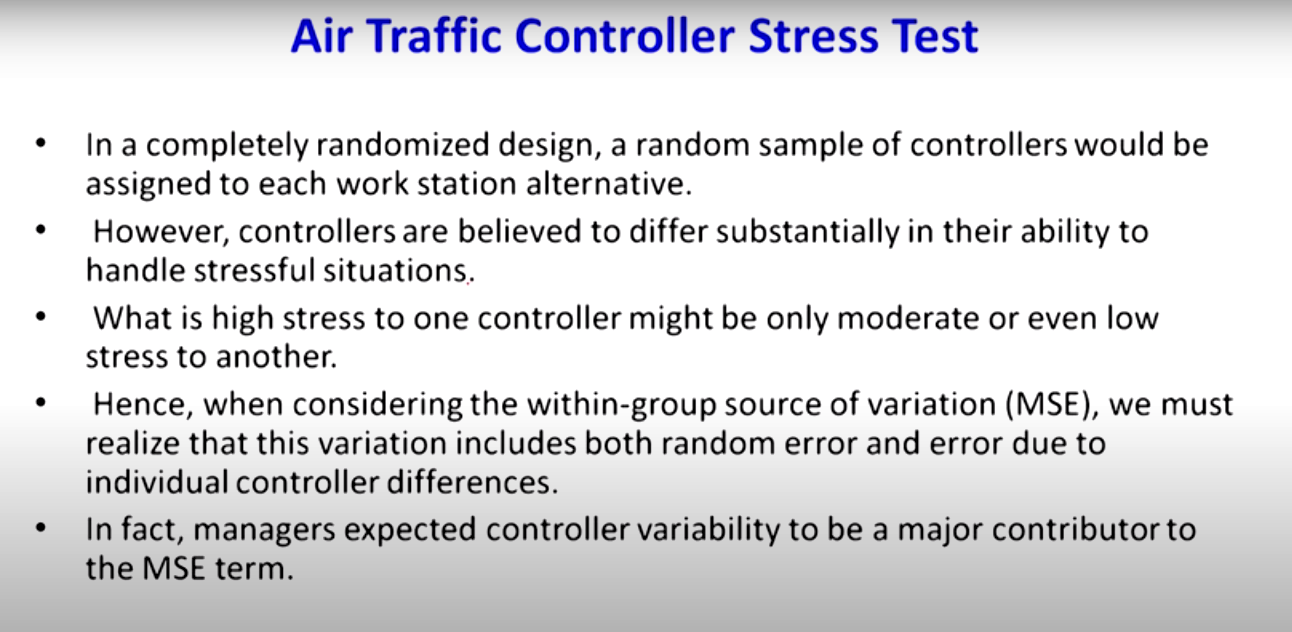 Air Traffic Controller Stress Test
• In a completely randomized design, a random sample of controllers would be
assigned to each work station alternative.
• However, controllers are believed to differ substantially in their ability to
handle stressful situations.
• What is high stress to one controller might be only moderate or even low
stress to another.
• Hence, when considering the within-group source of variation (MSE), we must
realize that this variation includes both random error and error due to
individual controller differences.
• In fact, managers expected controller variability to be a major contributor to
the MSE term.